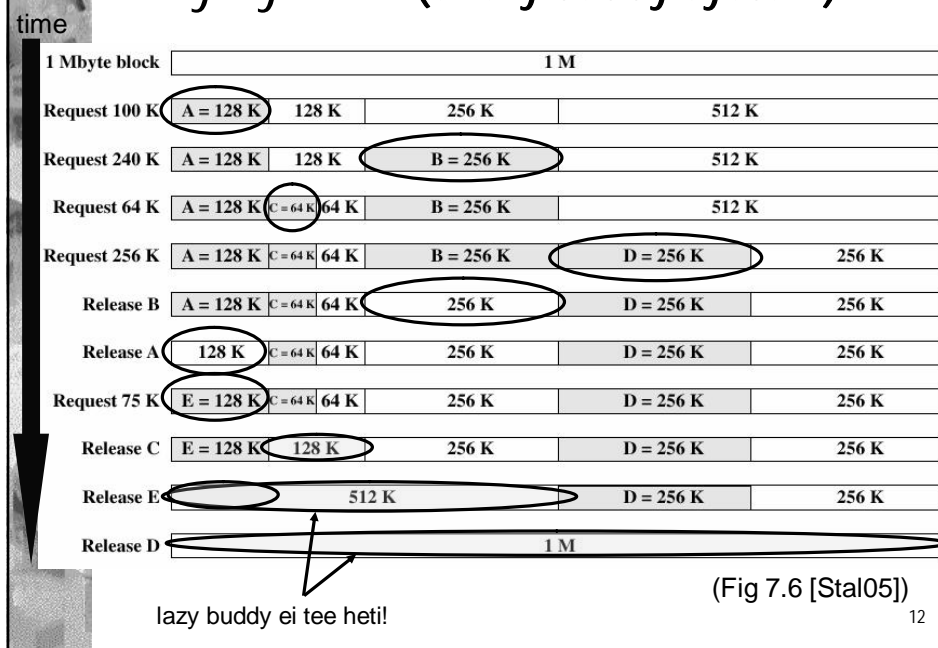 time
1 Mbyte block 1 M
Request 100 K A = 128 K 128 K 256 K 512 K
Request 240 K A = 128 K 128 K B = 256 K 512 K
Request 64 K A = 128 K C = 64 K 64 K B = 256 K 512 K
Request 256 K A = 128 K C = 64 K 64 K B = 256 K D = 256 K 256 K
Release B A = 128 K C = 64 K 64 K 256 K D = 256 K 256 K
Release A 128 K C = 64 K 64 K 256 K D = 256 K 256 K
Request 75 K E = 128 K C = 64 K 64 K 256 K D = 256 K 256 K
Release C E = 128 K 128 K 256 K D = 256 K 256 K
Release E 512 K D = 256 K 256 K
Release D 1 M
(Fig 7.6 [Stal05])
lazy buddy ei tee heti!
12